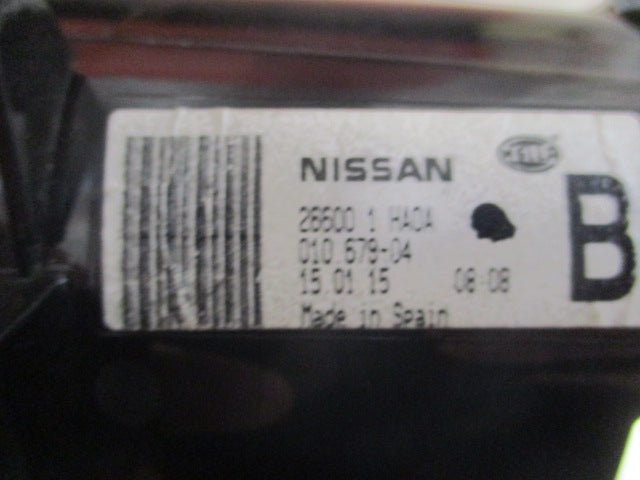 NISSAN
26600 1 HA0A
010.679-04
15.01.15 08:08
Made in Spain
B